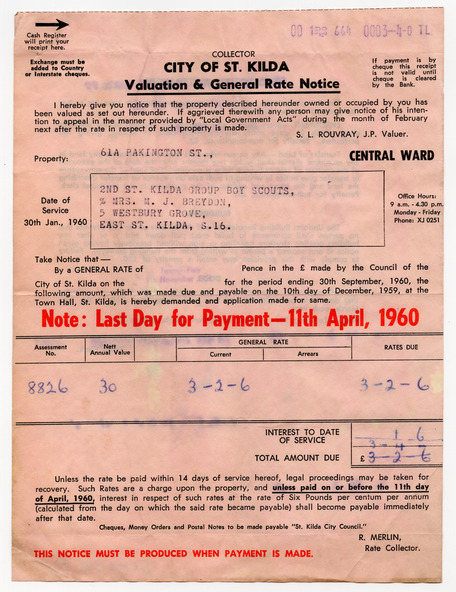 Cash Register
will print your
receipt here.
Exchange must be
added to Country
or Interstate cheques.
0003-4-0 TL
COLLECTOR
CITY OF ST. KILDA
Valuation & General Rate Notice
If payment is by
cheque this receipt
is not valid until
cheque is cleared
by the Bank.
I hereby give you notice that the property described hereunder owned or occupied by you has
been valued as set out hereunder. If aggrieved therewith any person may give notice of his inten-
tion to appeal in the manner provided by "Local Government Acts" during the month of February
next after the rate in respect of such property is made.
S. L. ROUVRAY, J.P. Valuer.
Property: 61A PAKINGTON ST., CENTRAL WARD
Date of
Service
30th Jan., 1960
2ND ST. KILDA GROUP BOY SCOUTS,
% MRS. M. J. BREYDON,
5 WESTBURY GROVE,
EAST ST. KILDA, S.16.
Office Hours:
9 a.m. - 4.30 p.m.
Monday - Friday
Phone: XJ 0251
Take Notice that —
By a GENERAL RATE of Pence in the £ made by the Council of the
City of St. Kilda on the for the period ending 30th September, 1960, the
following amount, which was made due and payable on the 10th day of December, 1959, at the
Town Hall, St. Kilda, is hereby demanded and application made for same.
Note: Last Day for Payment—11th April, 1960
Assessment No. Nett Annual Value GENERAL RATE Current Arrears RATES DUE
8826 30 3-2-6 3-2-6
INTEREST TO DATE
OF SERVICE 1 6
TOTAL AMOUNT DUE £ 3-2-6
Unless the rate be paid within 14 days of service hereof, legal proceedings may be taken for
recovery. Such Rates are a charge upon the property, and unless paid on or before the 11th day
of April, 1960, interest in respect of such rates at the rate of Six Pounds per centum per annum
(calculated from the day on which the said rate became payable) shall become payable immediately
after that date.
Cheques, Money Orders and Postal Notes to be made payable "St. Kilda City Council."
R. MERLIN,
Rate Collector.
THIS NOTICE MUST BE PRODUCED WHEN PAYMENT IS MADE.